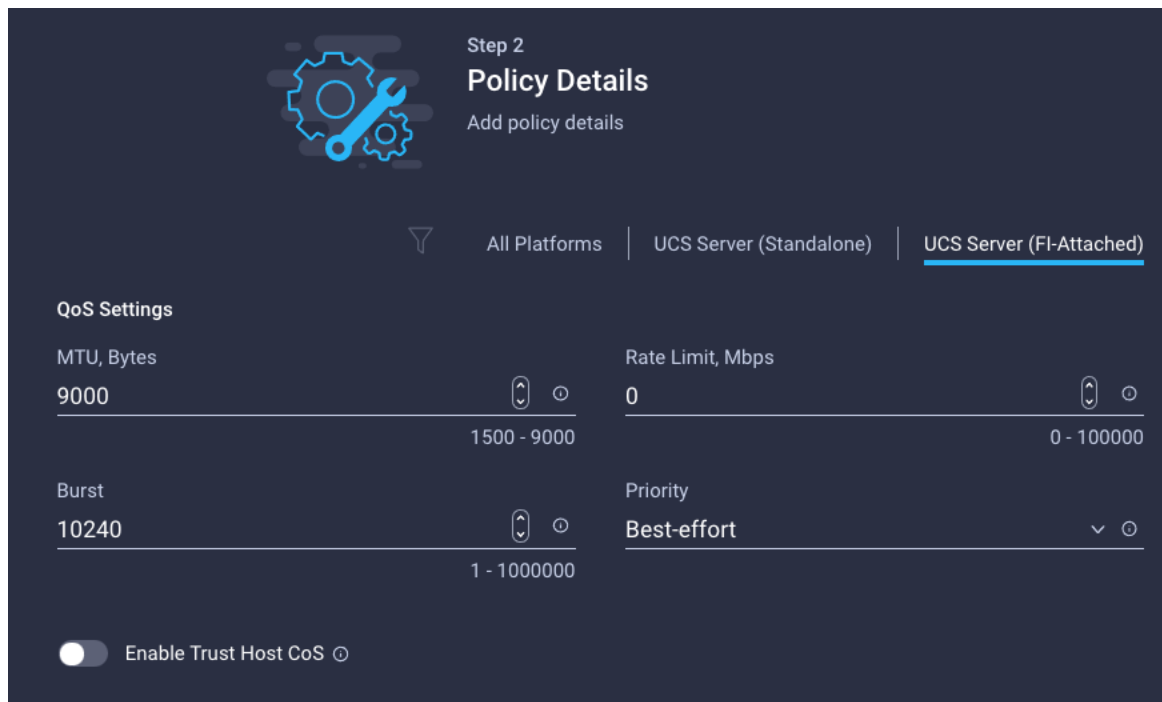 Step 2
Policy Details
Add policy details
All Platforms
UCS Server (Standalone)
UCS Server (FI-Attached)
QoS Settings
MTU, Bytes
9000
1500 - 9000
Rate Limit, Mbps
0
0 - 100000
Burst
10240
1 - 1000000
Priority
Best-effort
Enable Trust Host CoS